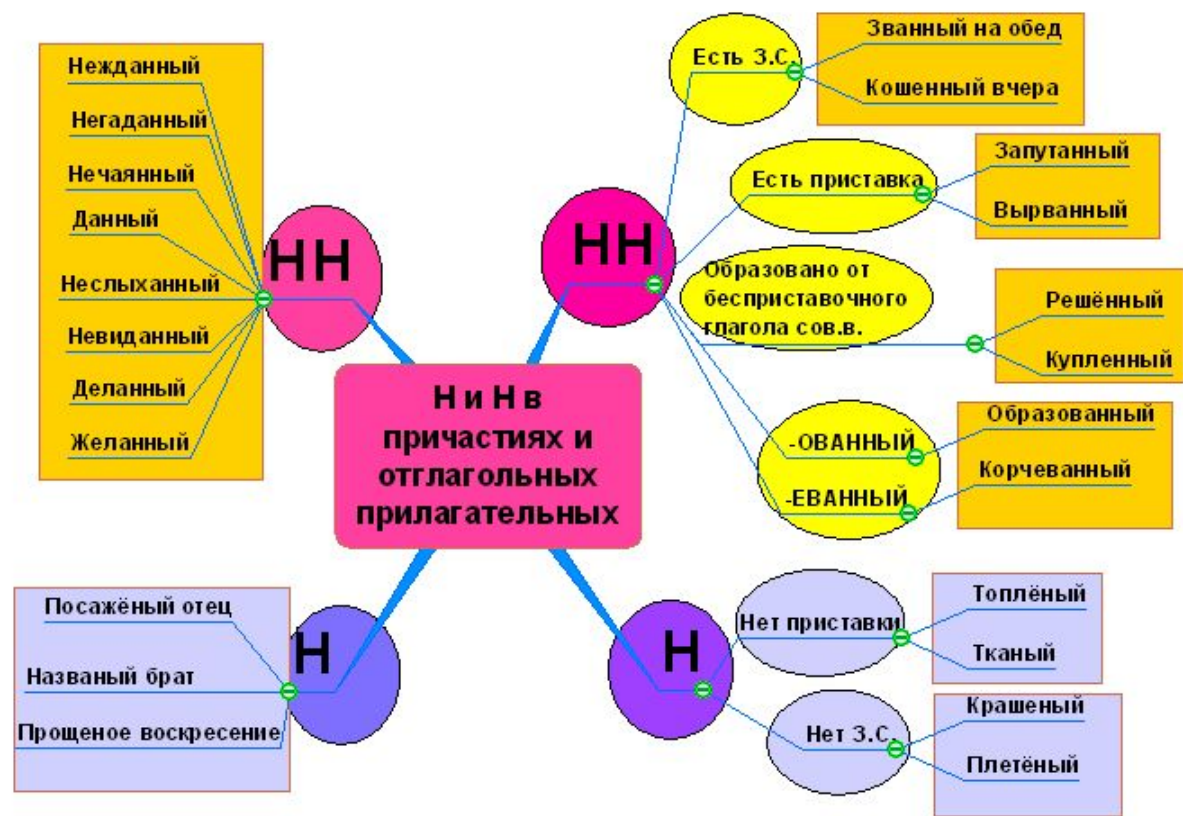 Н и Н в
причастиях и
отглагольных
прилагательных
НН
Нежданный
Негаданный
Нечаянный
Данный
Неслыханный
Невиданный
Деланный
Желанный
НН
Есть З.С.
Званный на обед
Кошенный вчера
Есть приставка
Запутанный
Вырванный
Образовано от
бесприставочного
глагола сов.в.
Решённый
Купленный
-ОВАННЫЙ
Образованный
-ЕВАННЫЙ
Корчеванный
Н
Посажёный отец
Названый брат
Прощеное воскресение
Н
Нет приставки
Топлёный
Тканый
Нет З.С.
Крашеный
Плетёный